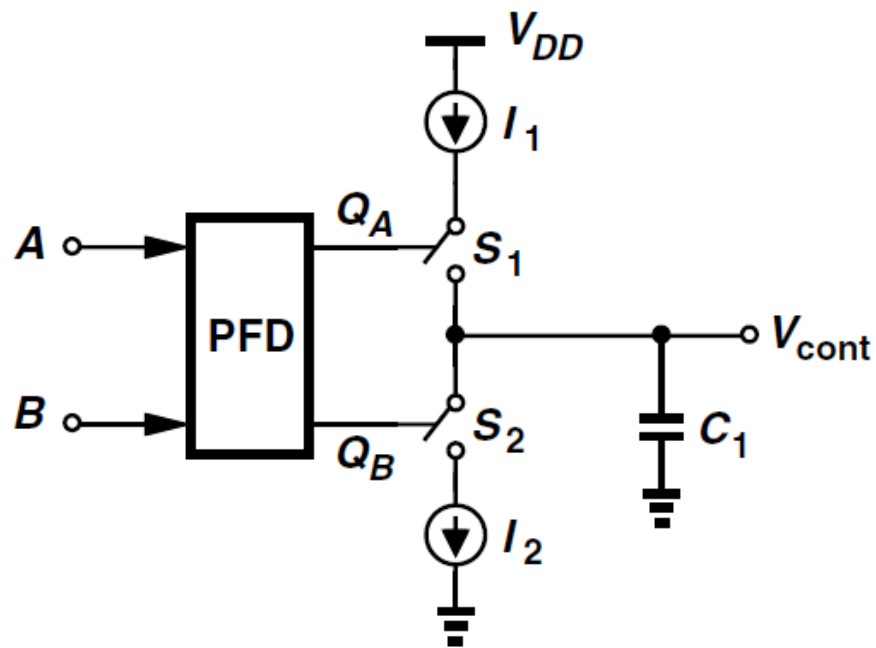 V_DD
I_1
Q_A
A
S_1
PFD
V_cont
B
S_2
C_1
Q_B
I_2